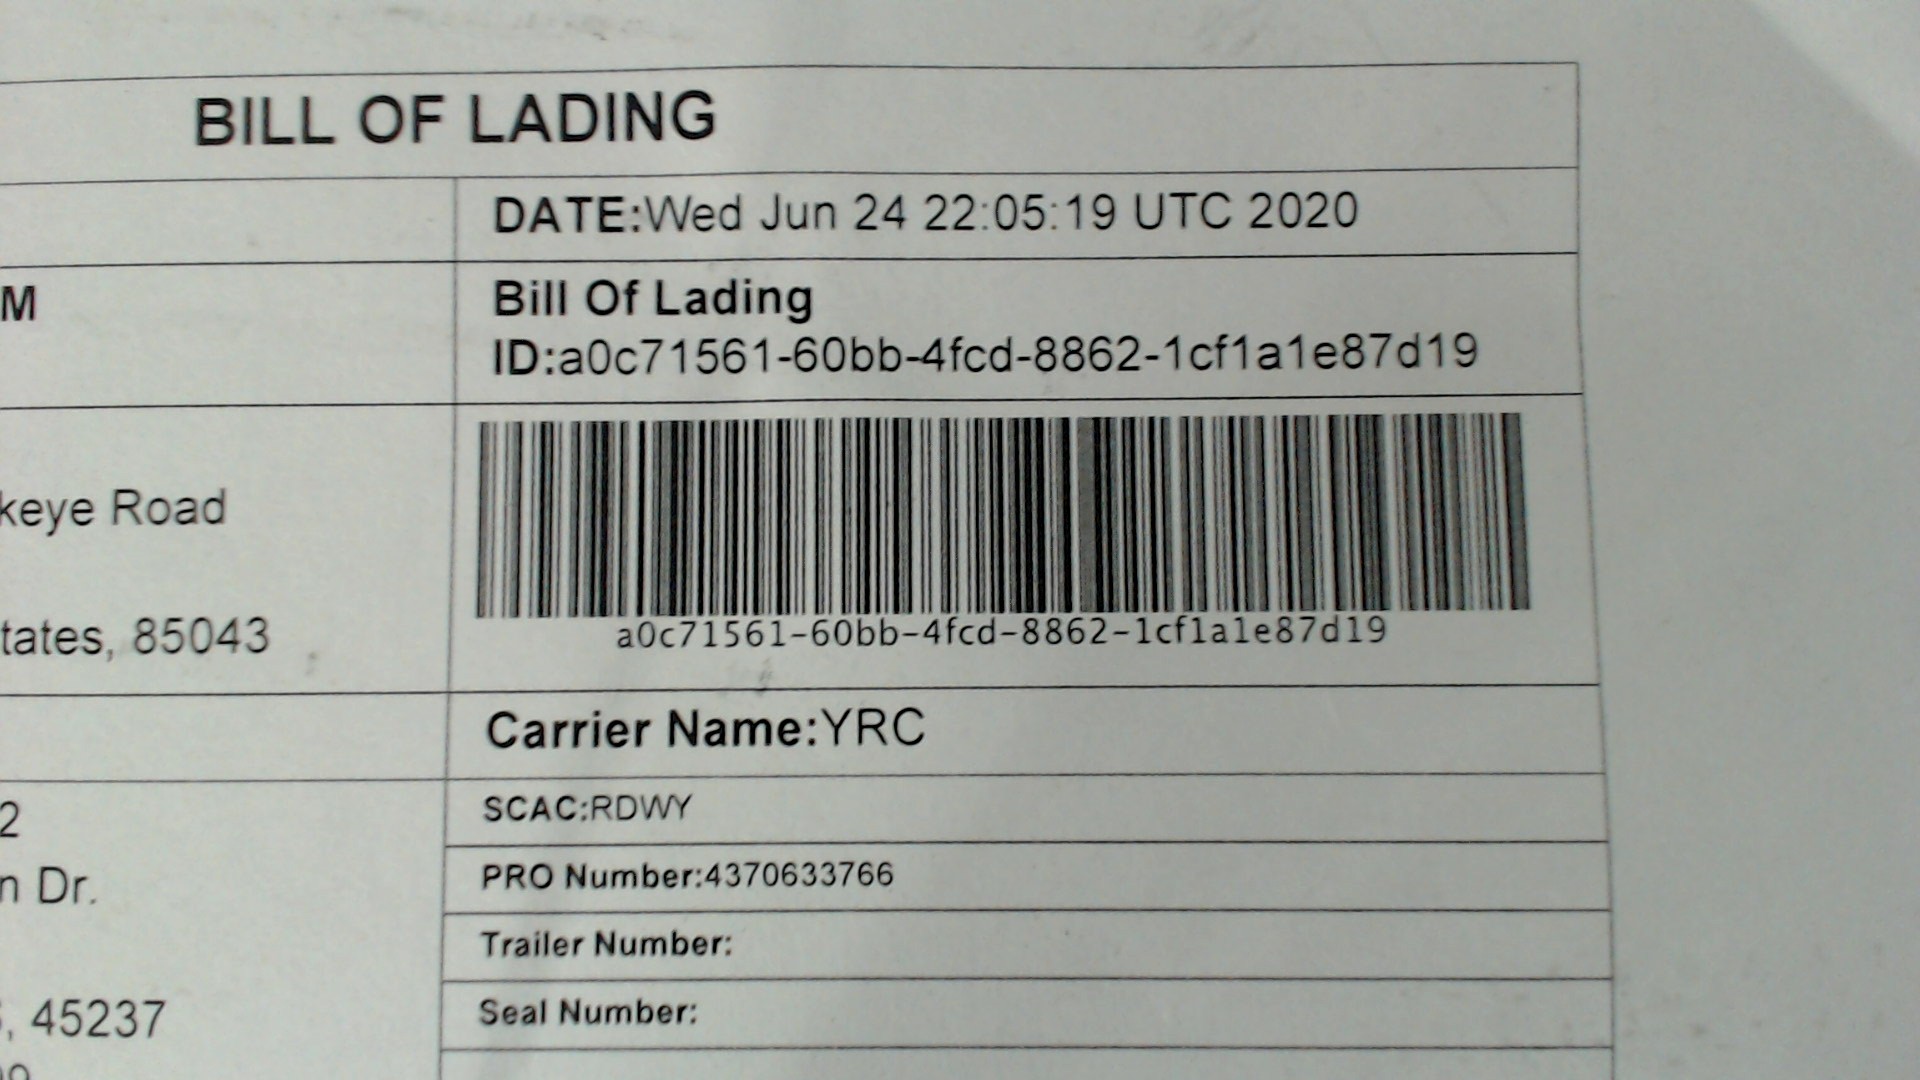 BILL OF LADING
DATE:Wed Jun 24 22:05:19 UTC 2020
M
Bill Of Lading
ID:a0c71561-60bb-4fcd-8862-1cf1a1e87d19
keye Road
tates, 85043
a0c71561-60bb-4fcd-8862-1cf1a1e87d19
Carrier Name:YRC
2
SCAC:RDWY
n Dr.
PRO Number:4370633766
Trailer Number:
, 45237
Seal Number: